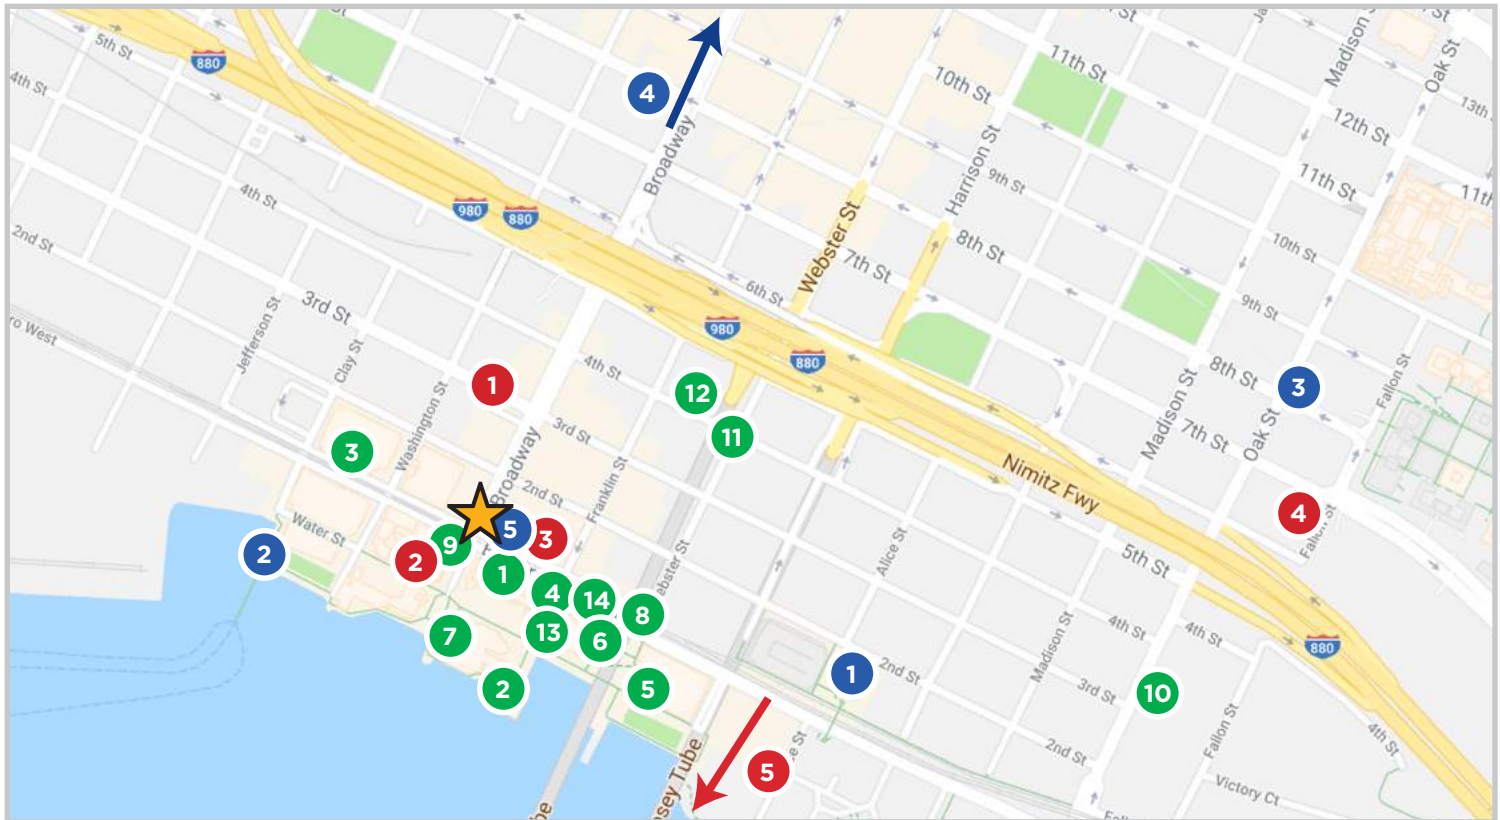 5th St
880
4th St
4th St
2nd St
3rd St
ro West
Jefferson St
Clay St
Washington St
Water St
980
880
4
Broadway
11th St
10th St
9th St
Harrison St
8th St
Webster St
7th St
6th St
980
880
Madison
Oak St
13th
12th St
11th St
11th
10th St
9th St
8th St
7th St
Fallon St
3
Madison St
Oak St
Nimitz Fwy
5th St
4
Fallon St
4th St
12
11
1
3rd St
Broadway
2nd St
Franklin St
3
5
3
9
2
2
1
4
14
8
ebster St
13
6
7
2
5
Alice St
1
2nd St
Madison St
4th St
4th St
880
3rd St
10
2nd St
Fallon St
4th St
Victory Ct
5
e St
sey Tube
be
Fall